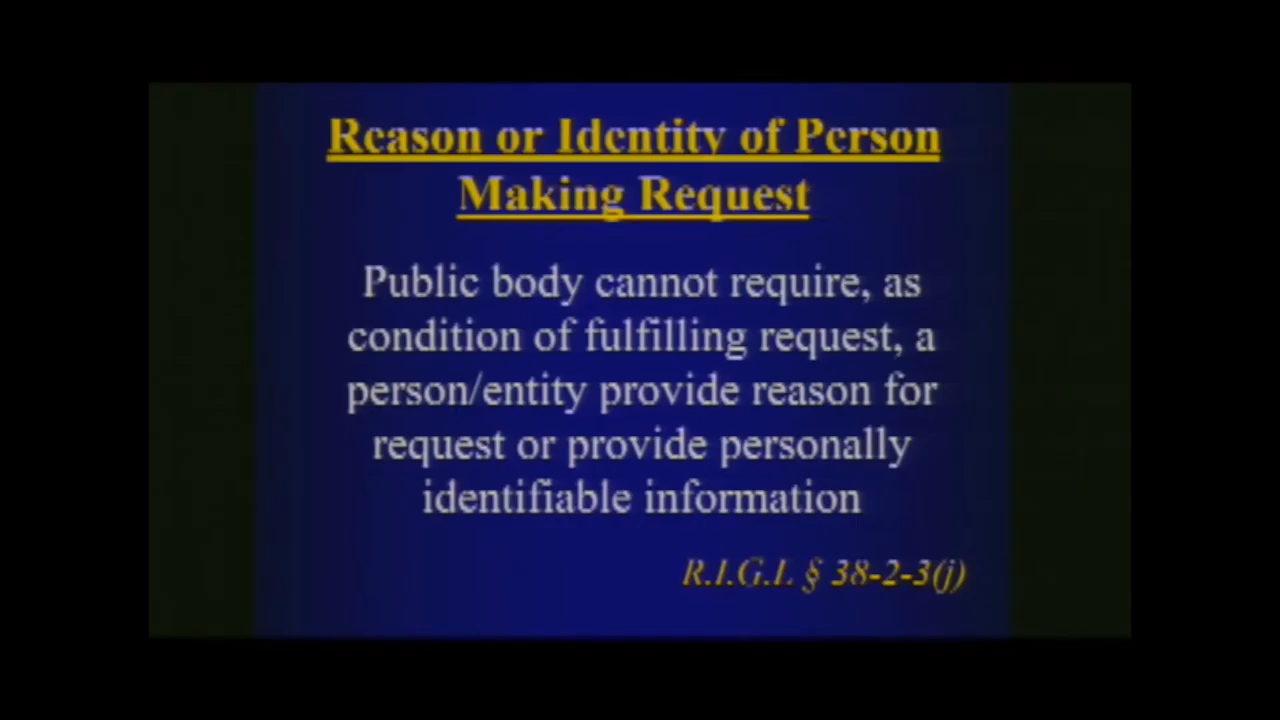 Reason or Identity of Person
Making Request
Public body cannot require, as
condition of fulfilling request, a
person/entity provide reason for
request or provide personally
identifiable information
R.I.G.L § 38-2-3(j)